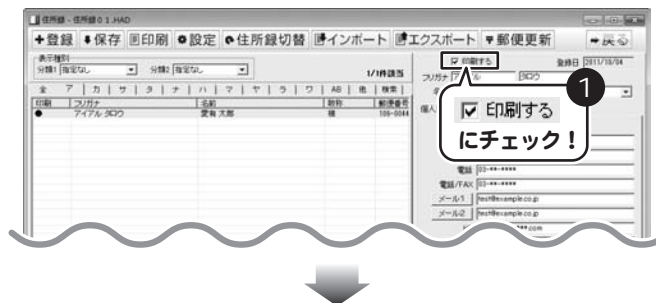 住所録 - 住所録０１.HAD
+登録 保存 印刷 設定 住所録切替 インポート エクスポート 郵便更新 戻る
表示種別
分類1 指定なし 分類2 指定なし 1/1件該当
印刷する 登録日 2011/10/04
フリガナ タロウ
全 ア カ サ タ ナ ハ マ ヤ ラ ワ AB 他 検索
印刷 フリガナ 名前 敬称 郵便番号
● アイアル タロウ 愛有 太郎 様 106-0044
1
印刷する
にチェック！
電話 03-**-****
電話/FAX 03-**-****
メール1 test@example.co.jp
メール2 test@example.co.jp